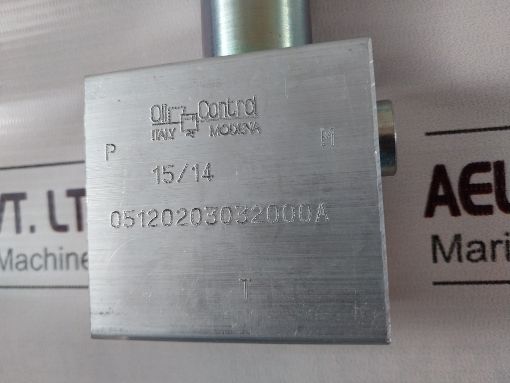 Oil Control
ITALY MODENA
P
M
15/14
05120203032000A
T
VT. LT
Machine
AEL
Mari